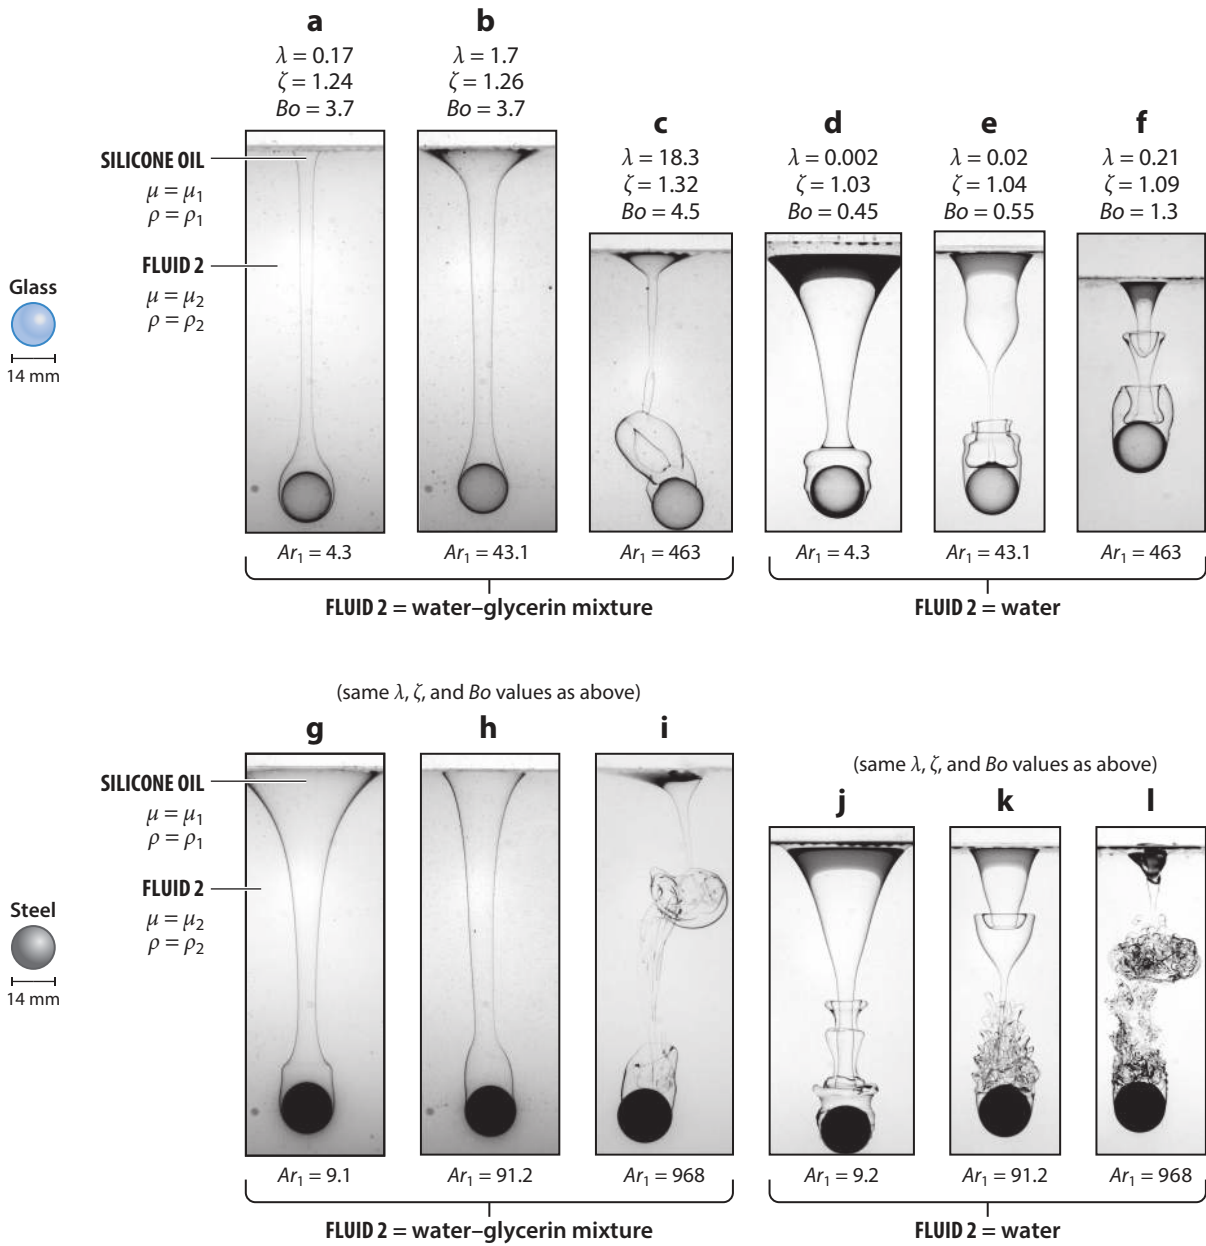 a
λ = 0.17
ζ = 1.24
Bo = 3.7
b
λ = 1.7
ζ = 1.26
Bo = 3.7
c
λ = 18.3
ζ = 1.32
Bo = 4.5
d
λ = 0.002
ζ = 1.03
Bo = 0.45
e
λ = 0.02
ζ = 1.04
Bo = 0.55
f
λ = 0.21
ζ = 1.09
Bo = 1.3
SILICONE OIL
μ = μ₁
ρ = ρ₁
FLUID 2
μ = μ₂
ρ = ρ₂
Glass
14 mm
Ar₁ = 4.3
Ar₁ = 43.1
Ar₁ = 463
Ar₁ = 4.3
Ar₁ = 43.1
Ar₁ = 463
FLUID 2 = water–glycerin mixture
FLUID 2 = water
(same λ, ζ, and Bo values as above)
g
h
i
(same λ, ζ, and Bo values as above)
j
k
l
SILICONE OIL
μ = μ₁
ρ = ρ₁
FLUID 2
μ = μ₂
ρ = ρ₂
Steel
14 mm
Ar₁ = 9.1
Ar₁ = 91.2
Ar₁ = 968
Ar₁ = 9.2
Ar₁ = 91.2
Ar₁ = 968
FLUID 2 = water–glycerin mixture
FLUID 2 = water